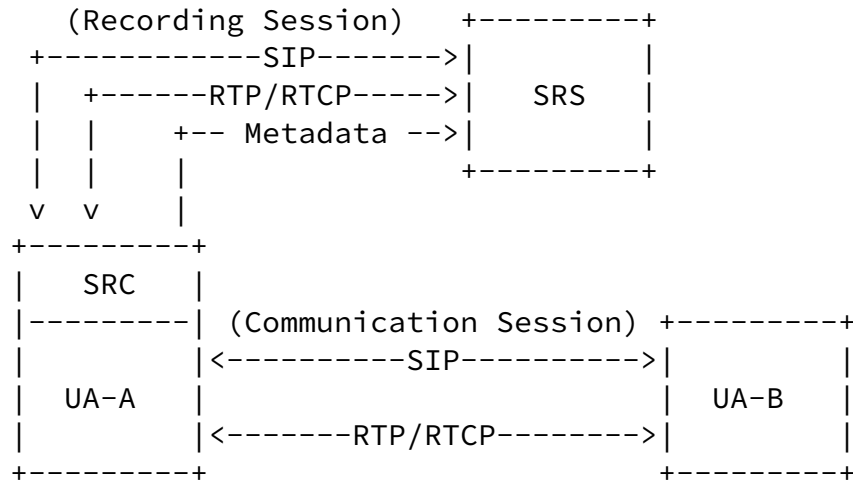 (Recording Session)    +---------+
 +------------SIP------->|         |
 |  +------RTP/RTCP----->|   SRS   |
 |  |    +-- Metadata -->|         |
 |  |    |               +---------+
 v  v    |
+---------+
|   SRC   |
|---------| (Communication Session) +---------+
|         |<----------SIP---------->|         |
|  UA-A   |                         |  UA-B   |
|         |<-------RTP/RTCP-------->|         |
+---------+                         +---------+